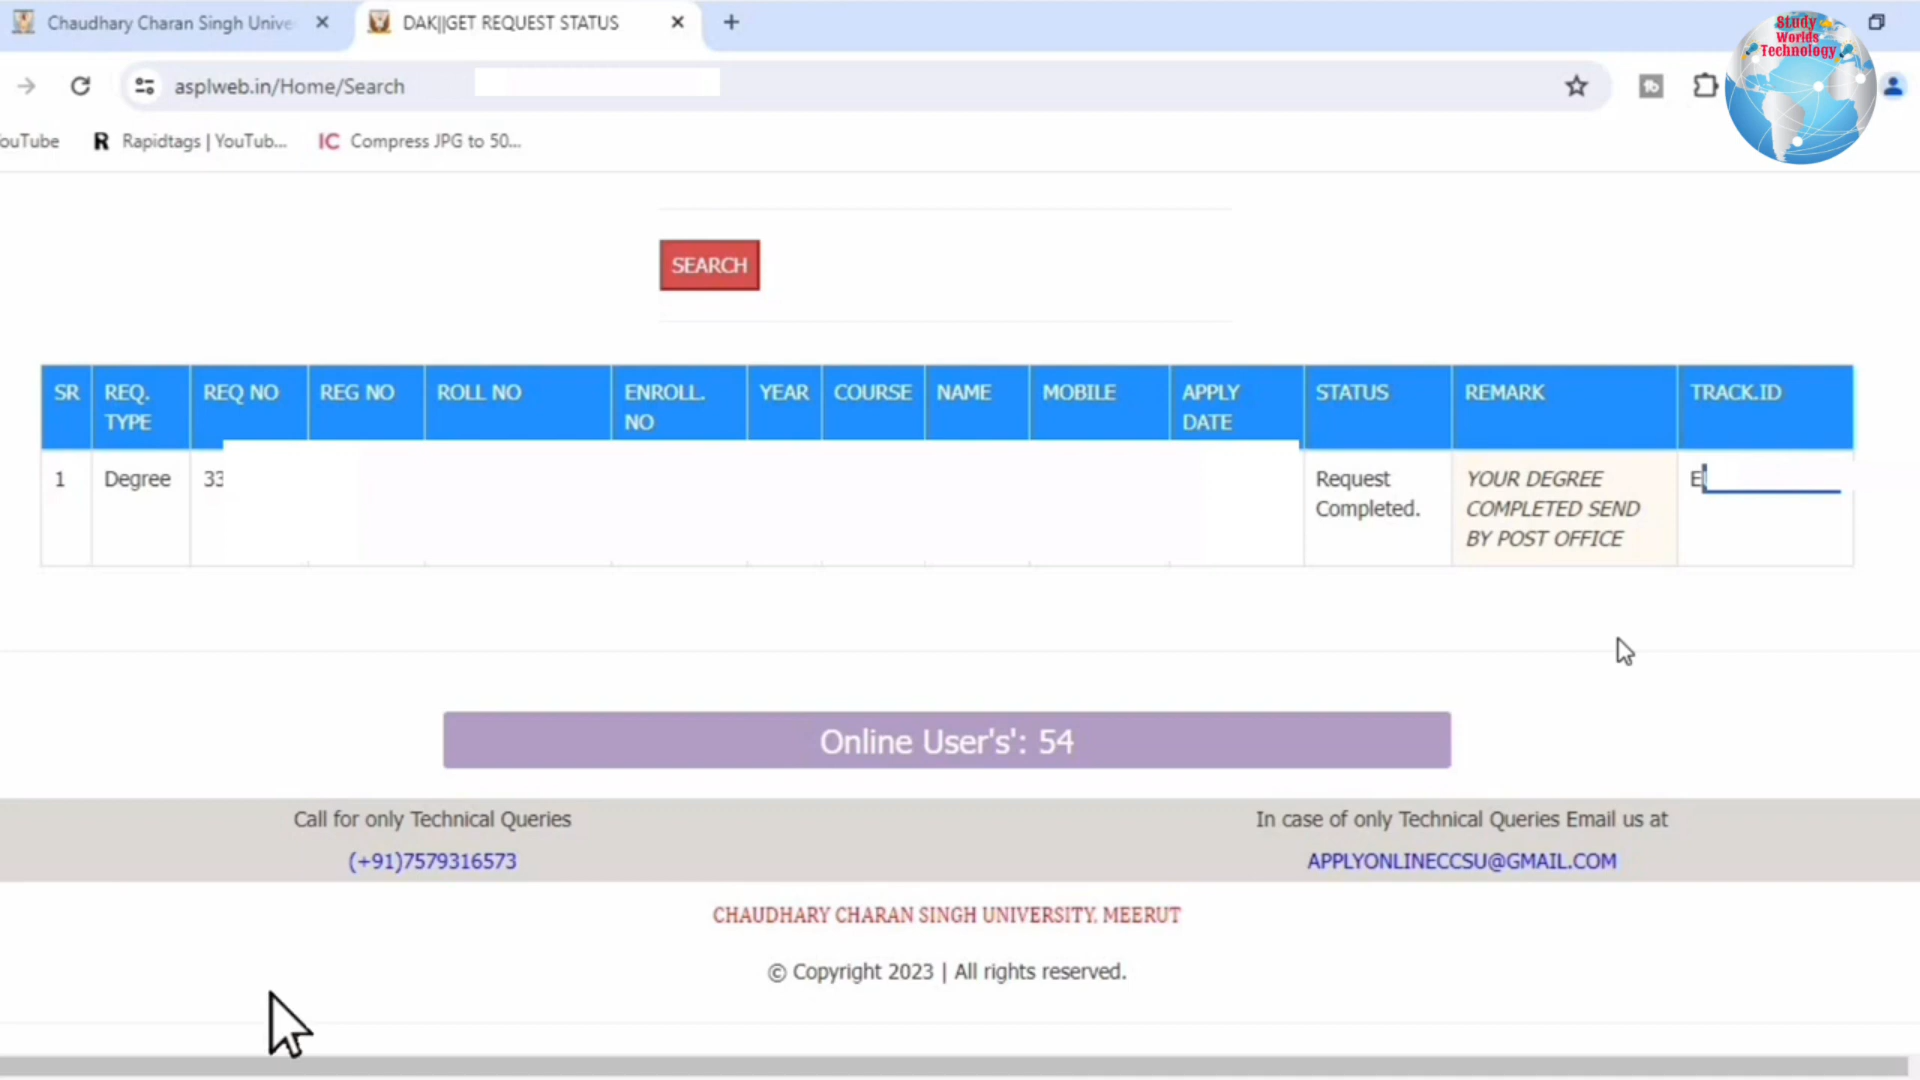 Chaudhary Charan Singh Unive
DAK||GET REQUEST STATUS
Study
Worlds
Technology
asplweb.in/Home/Search
ouTube
R Rapidtags | YouTub...
IC Compress JPG to 50...
SEARCH
SR REQ. TYPE REQ NO REG NO ROLL NO ENROLL. NO YEAR COURSE NAME MOBILE APPLY DATE STATUS REMARK TRACK.ID
1 Degree 33 Request Completed. YOUR DEGREE COMPLETED SEND BY POST OFFICE E
Online User's': 54
Call for only Technical Queries
In case of only Technical Queries Email us at
(+91)7579316573
APPLYONLINECCSU@GMAIL.COM
CHAUDHARY CHARAN SINGH UNIVERSITY, MEERUT
© Copyright 2023 | All rights reserved.